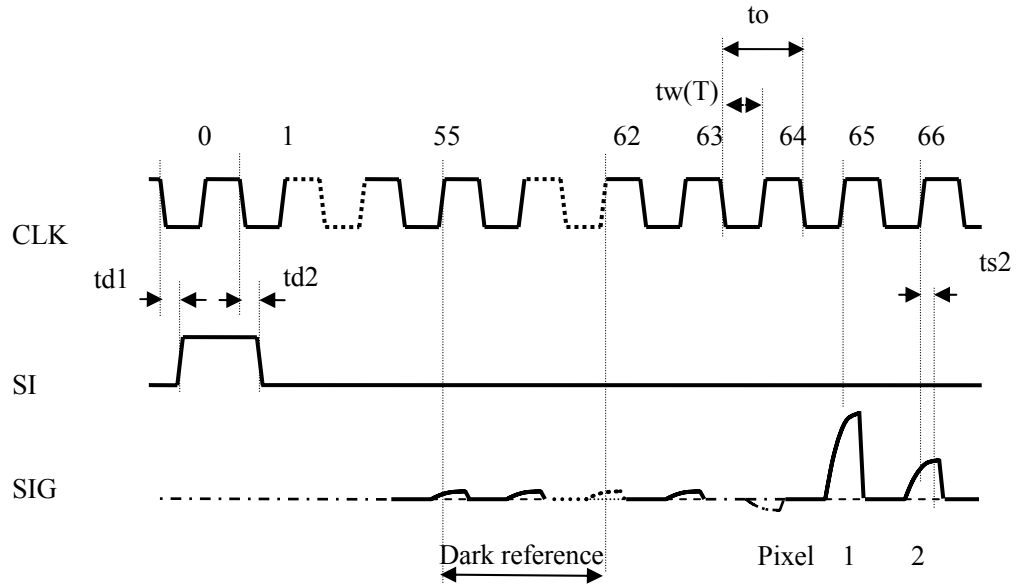 to
tw(T)
0 1 55 62 63 64 65 66
CLK
td1 td2 ts2
SI
SIG
Dark reference Pixel 1 2